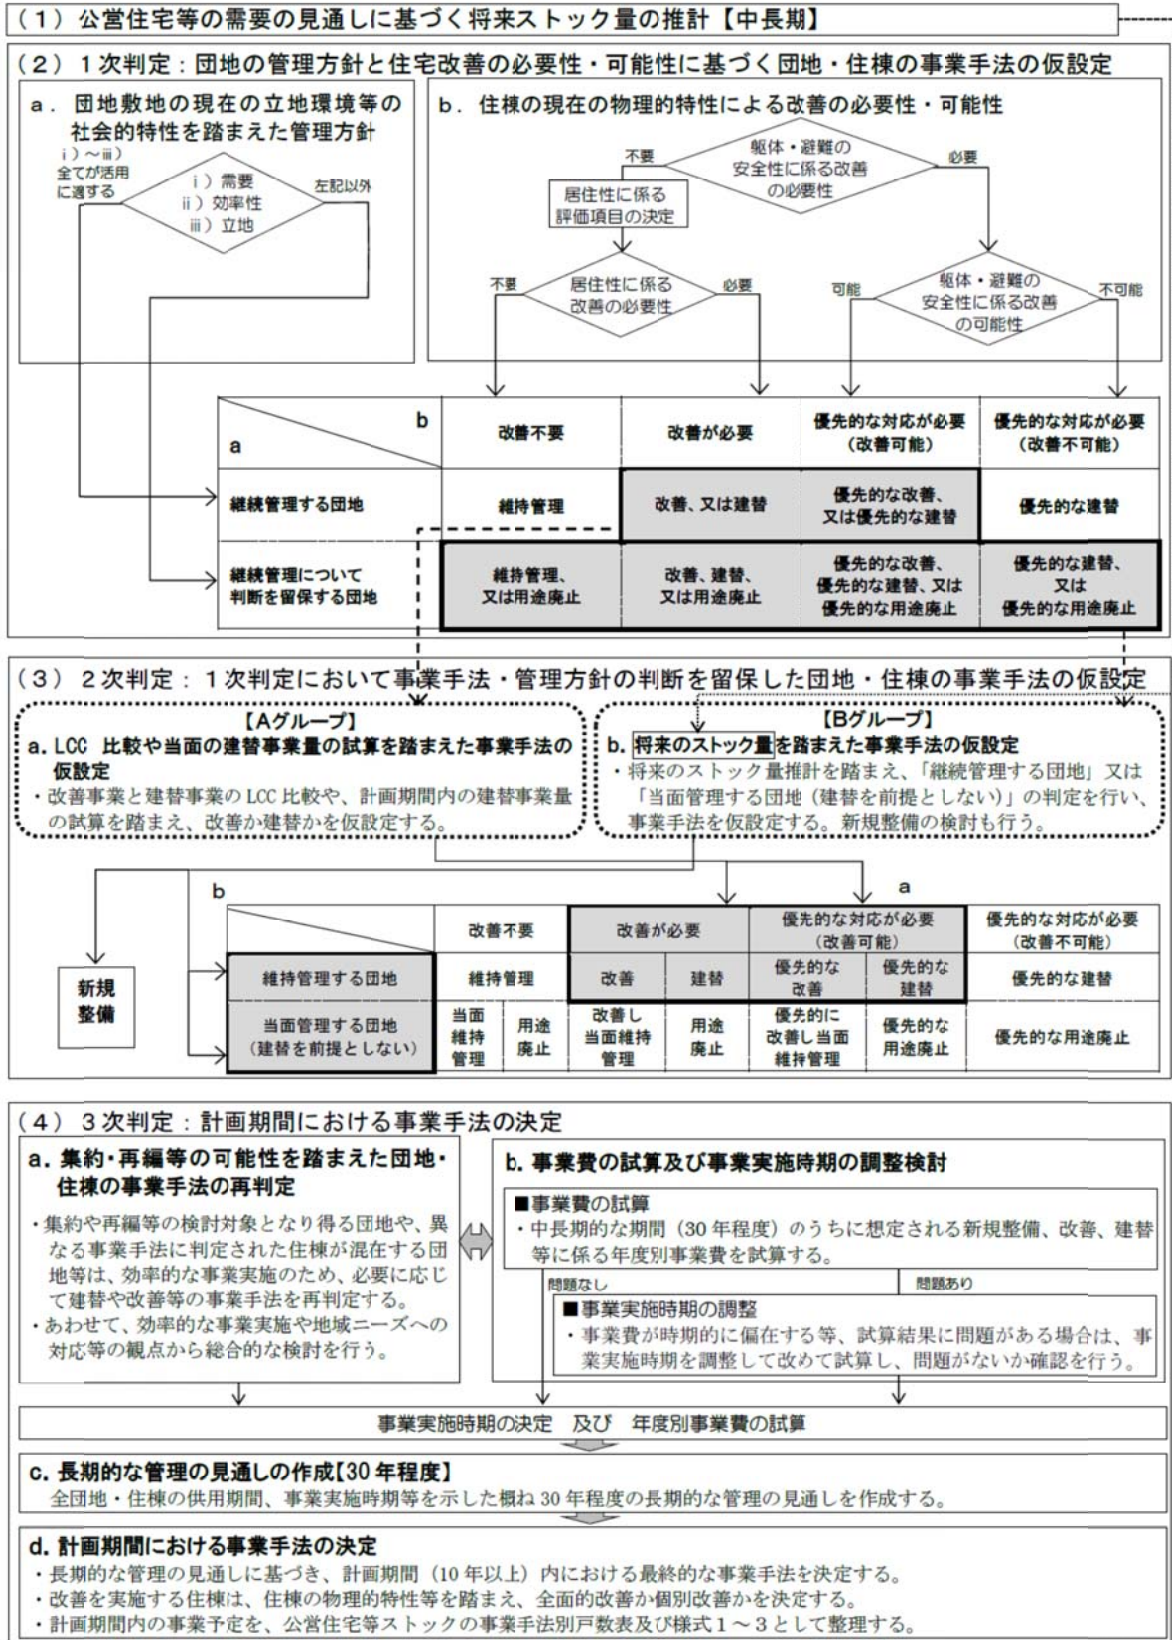 (1)公営住宅等の需要の見通しに基づく将来ストック量の推計【中長期】
(2)1次判定:団地の管理方針と住宅改善の必要性・可能性に基づく団地・住棟の事業手法の仮設定
a.団地敷地の現在の立地環境等の
社会的特性を踏まえた管理方針
ⅰ)~ⅲ)
全てが活用
に適する
ⅰ)需要
ⅱ)効率性
ⅲ)立地
左記以外
b.住棟の現在の物理的特性による改善の必要性・可能性
不要
躯体・避難の
安全性に係る改善
の必要性
必要
居住性に係る
評価項目の決定
不要
居住性に係る
改善の必要性
必要
可能
躯体・避難の
安全性に係る改善
の可能性
不可能
b
a
改善不要
改善が必要
優先的な対応が必要
(改善可能)
優先的な対応が必要
(改善不可能)
継続管理する団地
維持管理
改善、又は建替
優先的な改善、
又は優先的な建替
優先的な建替
継続管理について
判断を留保する団地
維持管理、
又は用途廃止
改善、建替、
又は用途廃止
優先的な改善、
優先的な建替、又は
優先的な用途廃止
優先的な建替、
又は
優先的な用途廃止
(3)2次判定:1次判定において事業手法・管理方針の判断を留保した団地・住棟の事業手法の仮設定
【Aグループ】
a.LCC 比較や当面の建替事業量の試算を踏まえた事業手法の
仮設定
・改善事業と建替事業の LCC 比較や、計画期間内の建替事業量
の試算を踏まえ、改善か建替かを仮設定する。
【Bグループ】
b.将来のストック量を踏まえた事業手法の仮設定
・将来のストック量推計を踏まえ、「継続管理する団地」又は
「当面管理する団地(建替を前提としない)」の判定を行い、
事業手法を仮設定する。新規整備の検討も行う。
b
a
新規
整備
改善不要
改善が必要
優先的な対応が必要
(改善可能)
優先的な対応が必要
(改善不可能)
維持管理する団地
維持管理
改善
建替
優先的な
改善
優先的な
建替
優先的な建替
当面管理する団地
(建替を前提としない)
当面
維持
管理
用途
廃止
改善し
当面維持
管理
用途
廃止
優先的に
改善し当面
維持管理
優先的な
用途廃止
優先的な用途廃止
(4)3次判定:計画期間における事業手法の決定
a.集約・再編等の可能性を踏まえた団地・
住棟の事業手法の再判定
・集約や再編等の検討対象となり得る団地や、異
なる事業手法に判定された住棟が混在する団
地等は、効率的な事業実施のため、必要に応じ
て建替や改善等の事業手法を再判定する。
・あわせて、効率的な事業実施や地域ニーズへの
対応等の観点から総合的な検討を行う。
b.事業費の試算及び事業実施時期の調整検討
■事業費の試算
・中長期的な期間(30 年程度)のうちに想定される新規整備、改善、建替
等に係る年度別事業費を試算する。
問題なし
問題あり
■事業実施時期の調整
・事業費が時期的に偏在する等、試算結果に問題がある場合は、事
業実施時期を調整して改めて試算し、問題がないか確認を行う。
事業実施時期の決定 及び 年度別事業費の試算
c.長期的な管理の見通しの作成【30 年程度】
全団地・住棟の供用期間、事業実施時期等を示した概ね 30 年程度の長期的な管理の見通しを作成する。
d.計画期間における事業手法の決定
・長期的な管理の見通しに基づき、計画期間(10 年以上)内における最終的な事業手法を決定する。
・改善を実施する住棟は、住棟の物理的特性等を踏まえ、全面的改善か個別改善かを決定する。
・計画期間内の事業予定を、公営住宅等ストックの事業手法別戸数表及び様式1~3として整理する。